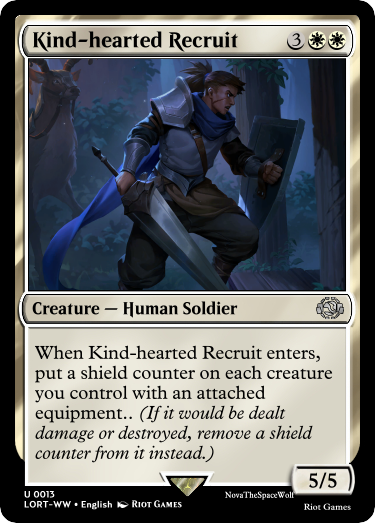 Kind-hearted Recruit 3
Creature — Human Soldier
When Kind-hearted Recruit enters,
put a shield counter on each creature
you control with an attached
equipment.. (If it would be dealt
damage or destroyed, remove a shield
counter from it instead.)
5/5
U 0013
LORT-WW • English Riot Games
NovaTheSpaceWolf
Riot Games